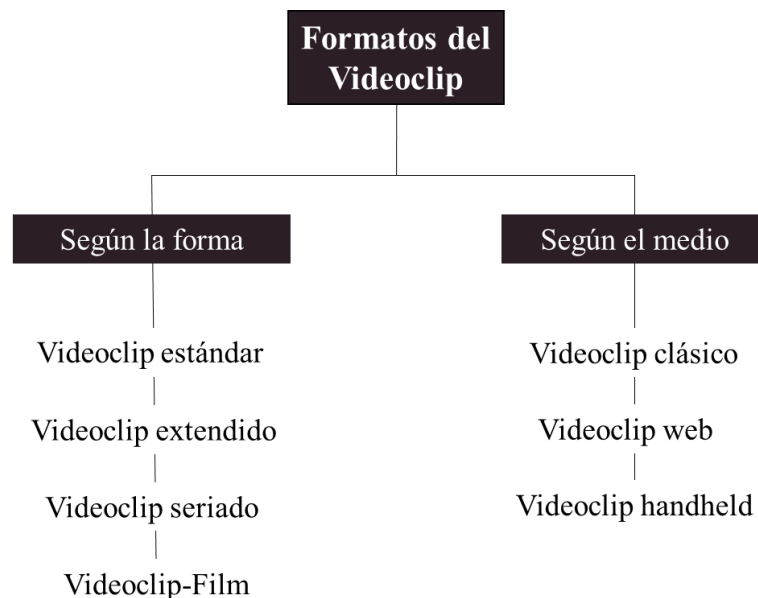 Formatos del
Videoclip
Según la forma
Videoclip estándar
Videoclip extendido
Videoclip seriado
Videoclip-Film
Según el medio
Videoclip clásico
Videoclip web
Videoclip handheld